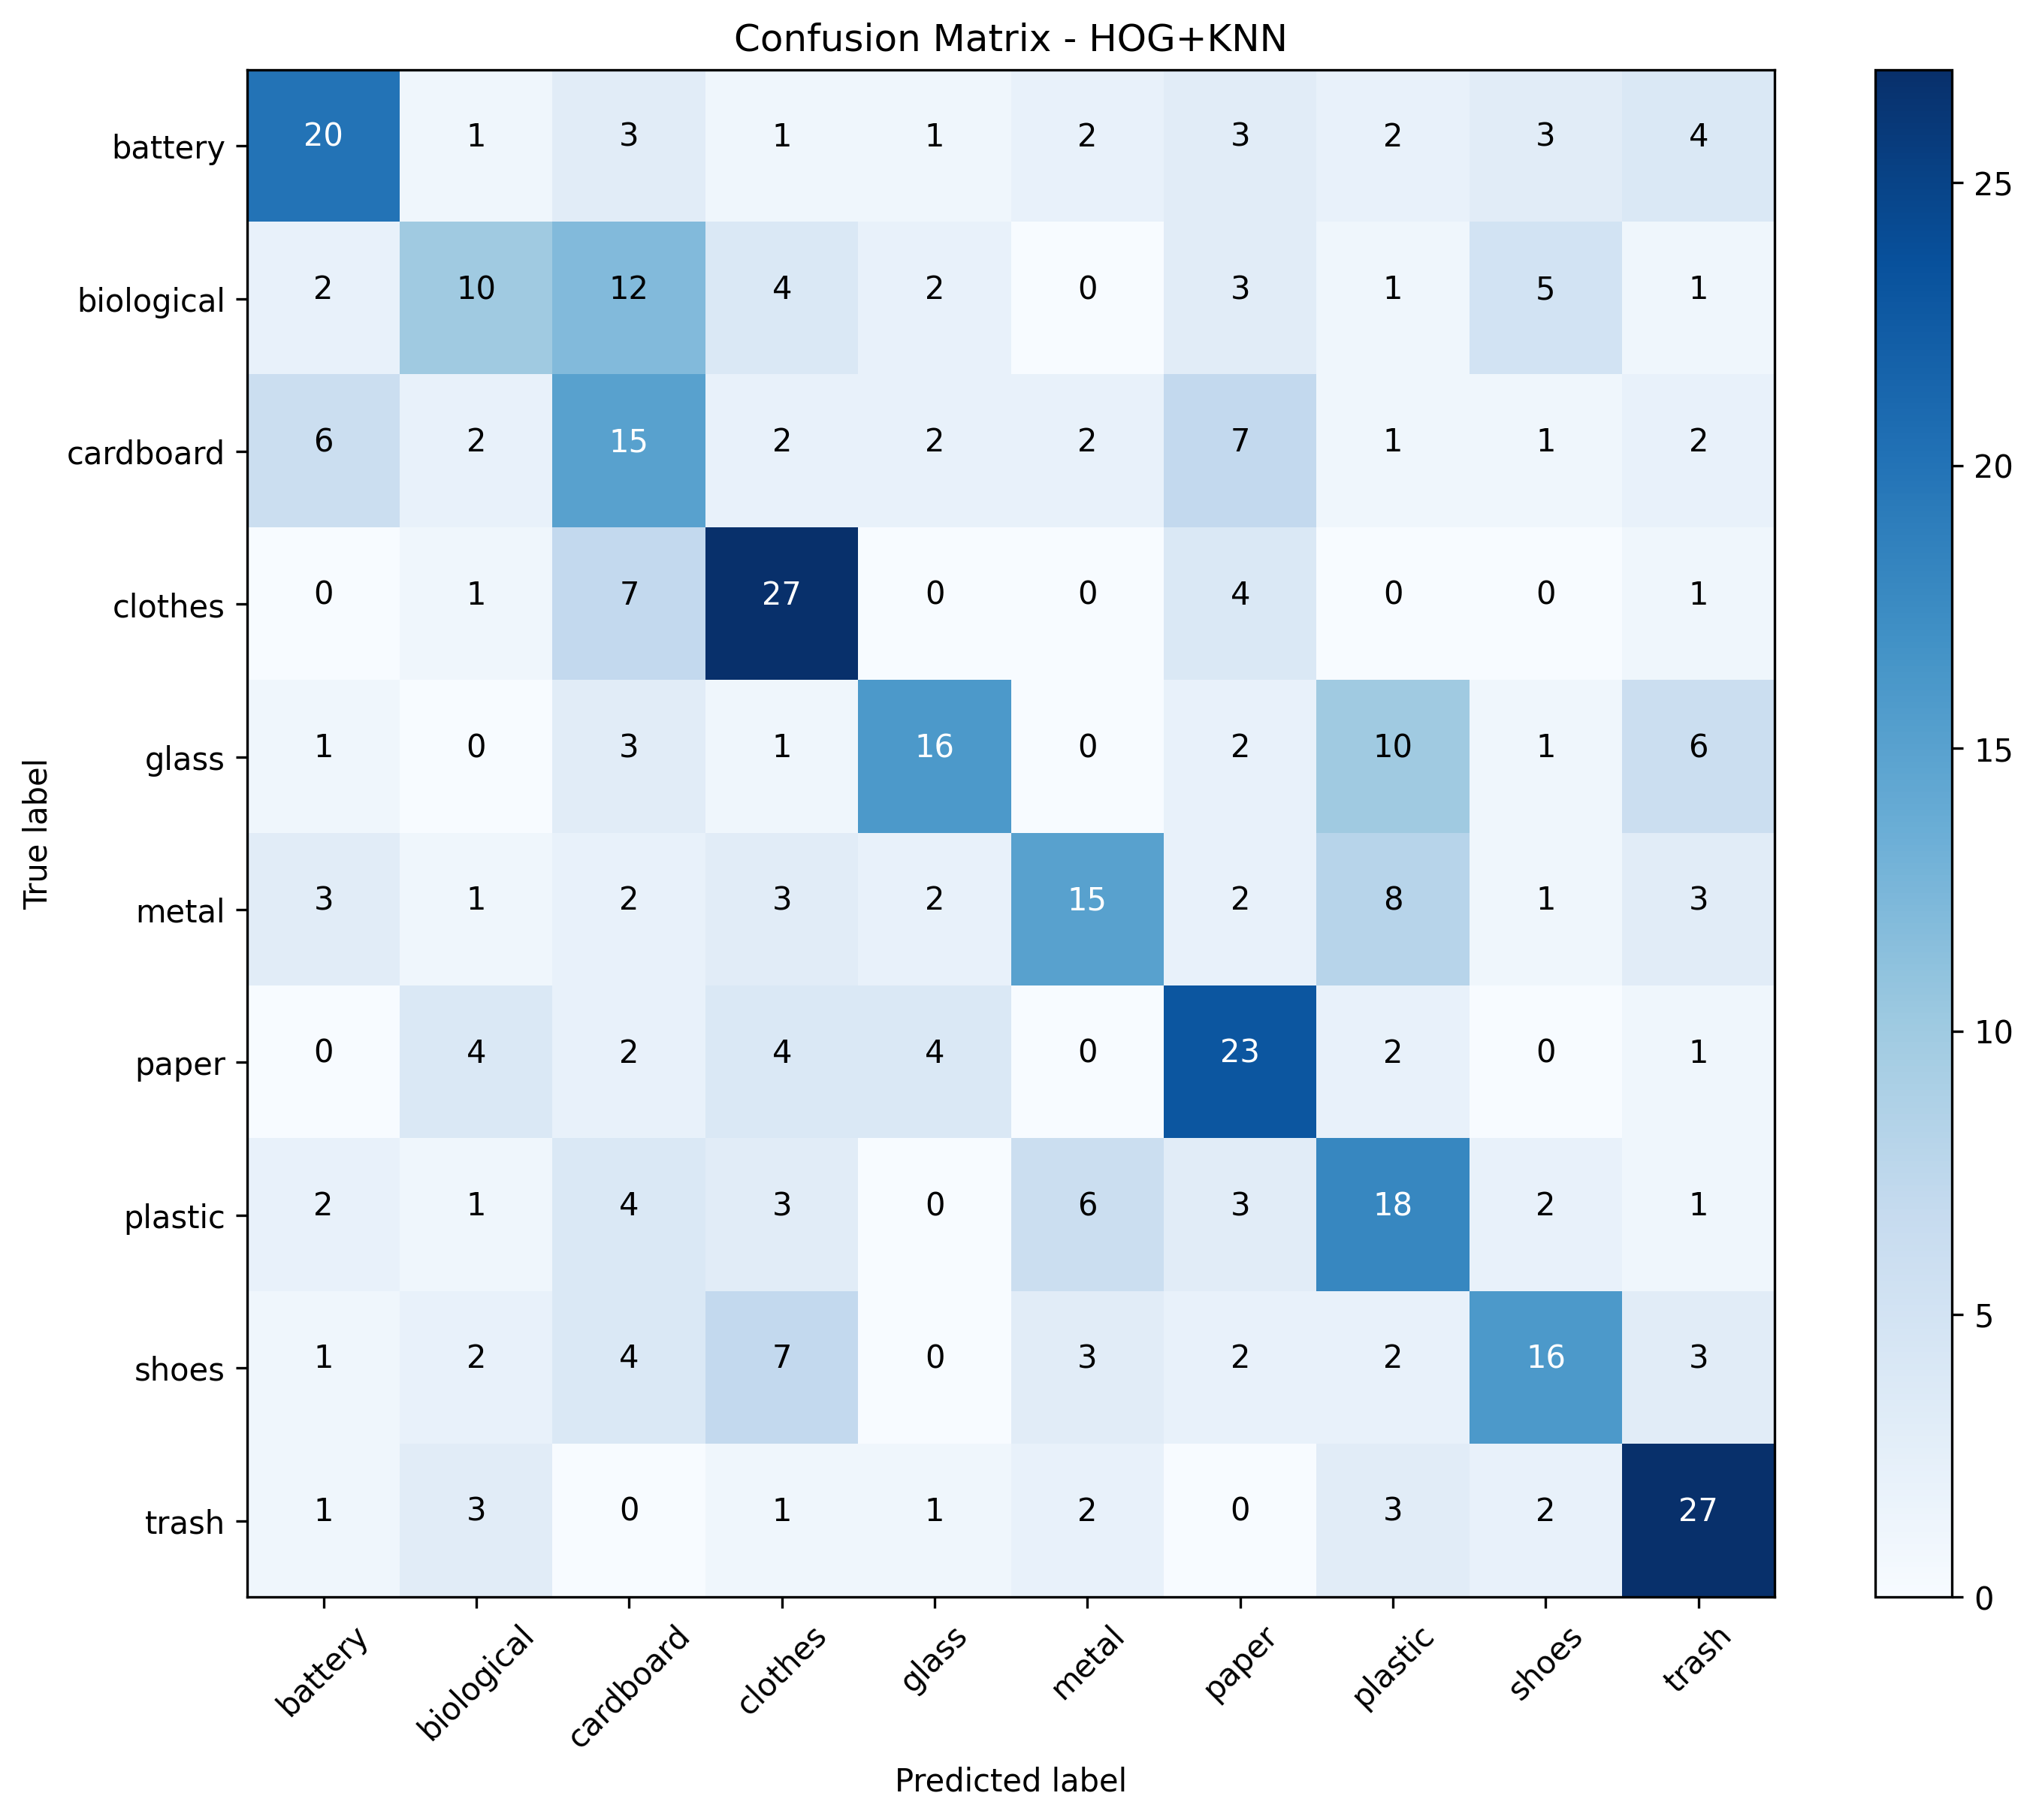 Confusion Matrix - HOG+KNN
battery 20 1 3 1 1 2 3 2 3 4
biological 2 10 12 4 2 0 3 1 5 1
cardboard 6 2 15 2 2 2 7 1 1 2
clothes 0 1 7 27 0 0 4 0 0 1
glass 1 0 3 1 16 0 2 10 1 6
metal 3 1 2 3 2 15 2 8 1 3
paper 0 4 2 4 4 0 23 2 0 1
plastic 2 1 4 3 0 6 3 18 2 1
shoes 1 2 4 7 0 3 2 2 16 3
trash 1 3 0 1 1 2 0 3 2 27
battery biological cardboard clothes glass metal paper plastic shoes trash
Predicted label
True label
25
20
15
10
5
0